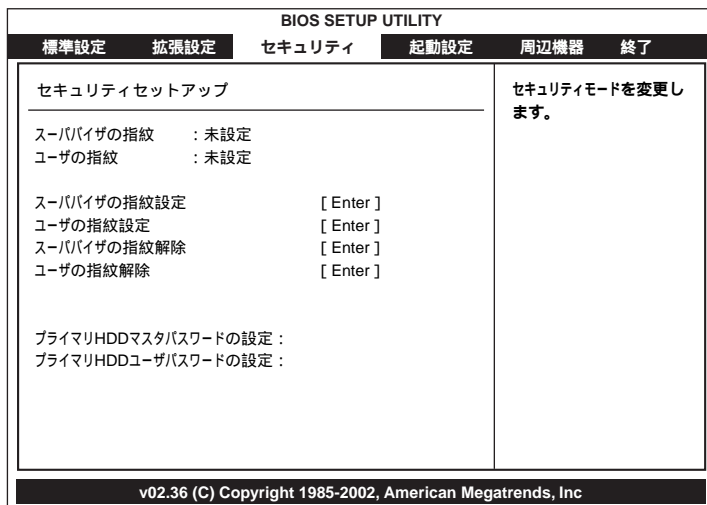 BIOS SETUP UTILITY
標準設定 拡張設定 セキュリティ 起動設定 周辺機器 終了
セキュリティセットアップ
スーパバイザの指紋 ：未設定
ユーザの指紋 ：未設定
スーパバイザの指紋設定 [ Enter ]
ユーザの指紋設定 [ Enter ]
スーパバイザの指紋解除 [ Enter ]
ユーザの指紋解除 [ Enter ]
プライマリHDDマスタパスワードの設定：
プライマリHDDユーザパスワードの設定：
セキュリティモードを変更し
ます。
v02.36 (C) Copyright 1985-2002, American Megatrends, Inc